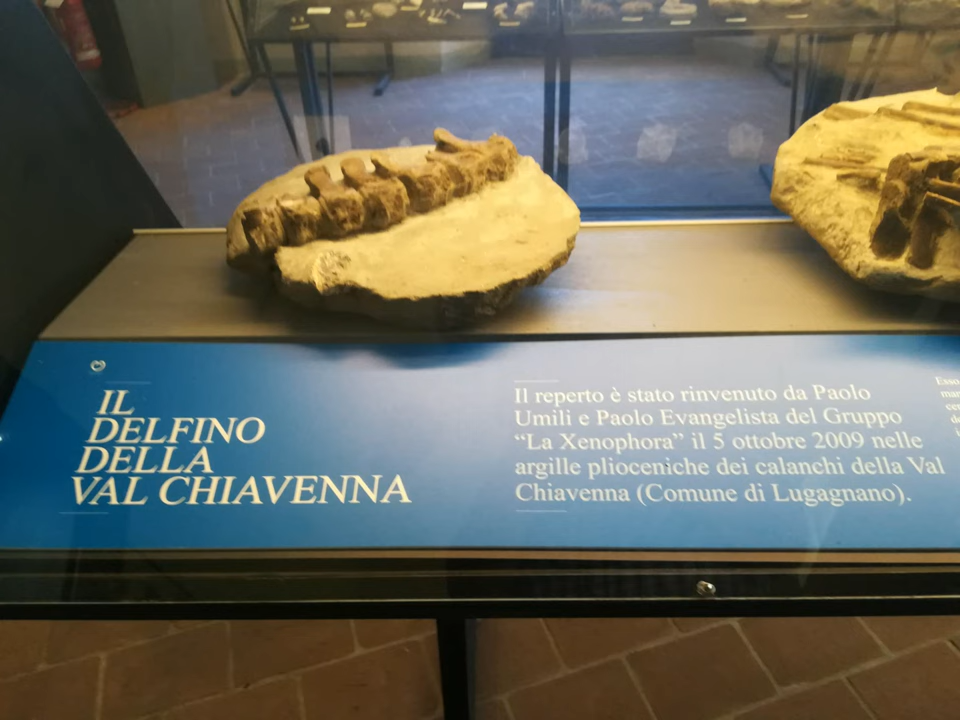 IL
DELFINO
DELLA
VAL CHIAVENNA
Il reperto è stato rinvenuto da Paolo
Umili e Paolo Evangelista del Gruppo
“La Xenophora” il 5 ottobre 2009 nelle
argille plioceniche dei calanchi della Val
Chiavenna (Comune di Lugagnano).
Esso